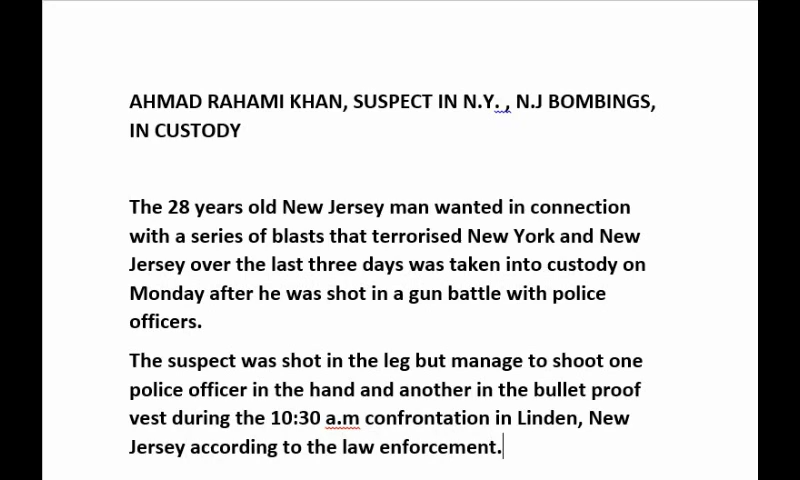 AHMAD RAHAMI KHAN, SUSPECT IN N.Y. , N.J BOMBINGS,
IN CUSTODY
The 28 years old New Jersey man wanted in connection
with a series of blasts that terrorised New York and New
Jersey over the last three days was taken into custody on
Monday after he was shot in a gun battle with police
officers.
The suspect was shot in the leg but manage to shoot one
police officer in the hand and another in the bullet proof
vest during the 10:30 a.m confrontation in Linden, New
Jersey according to the law enforcement.